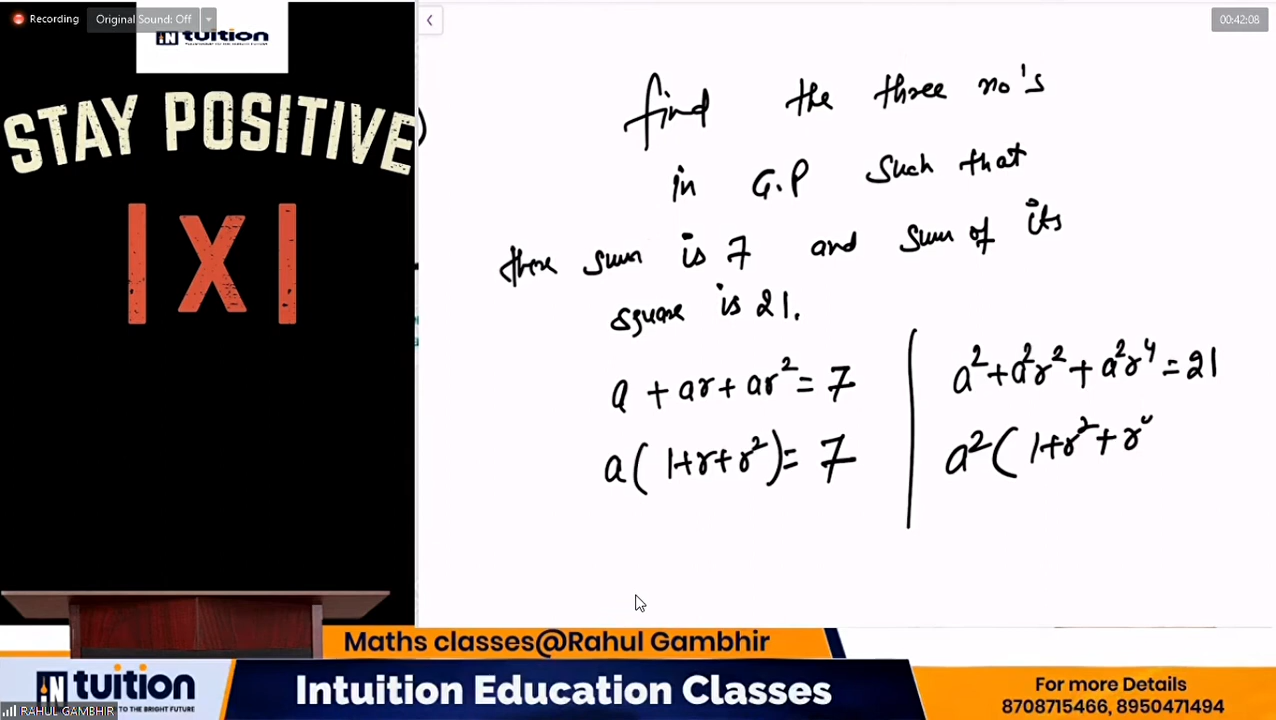 Recording
Original Sound: Off
00:42:08
tuition
STAY POSITIVE
|X|
find the three no's
in G.P such that
there sum is 7 and sum of its
square is 21.
a + ar + ar² = 7
a(1+r+r²) = 7
a² + a²r² + a²r⁴ = 21
a²(1+r²+r
Maths classes@Rahul Gambhir
IN tuition
TO THE BRIGHT FUTURE
RAHUL GAMBHIR
Intuition Education Classes
For more Details
8708715466, 8950471494